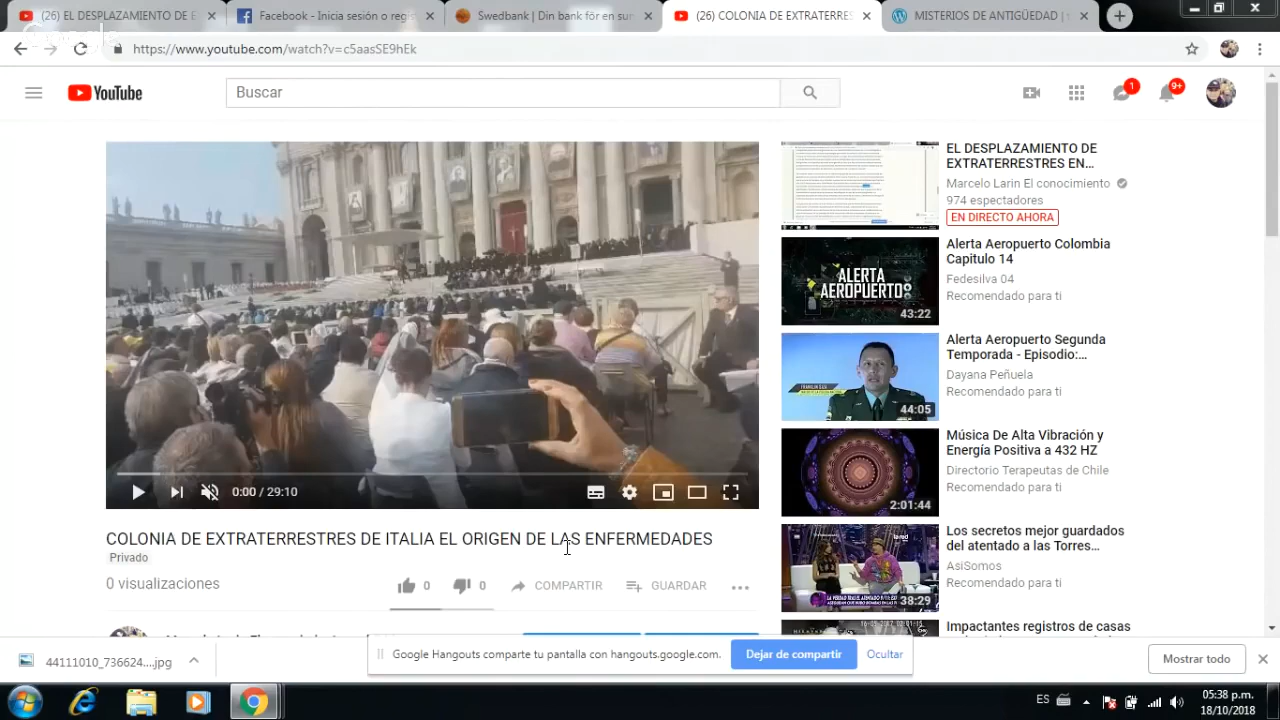 (26) EL DESPLAZAMIENTO DE E
Facebook - Inicia sesión o regis
Swedbank | Din bank för en sun
(26) COLONIA DE EXTRATERRES
MISTERIOS DE ANTIGÜEDAD |
https://www.youtube.com/watch?v=c5aasSE9hEk
YouTube
Buscar
1
9+
EL DESPLAZAMIENTO DE
EXTRATERRESTRES EN...
Marcelo Larin El conocimiento
974 espectadores
EN DIRECTO AHORA
ALERTA
AEROPUERTO
43:22
Alerta Aeropuerto Colombia
Capitulo 14
Fedesilva 04
Recomendado para ti
44:05
Alerta Aeropuerto Segunda
Temporada - Episodio:...
Dayana Peñuela
Recomendado para ti
2:01:44
Música De Alta Vibración y
Energía Positiva a 432 HZ
Directorio Terapeutas de Chile
Recomendado para ti
38:29
Los secretos mejor guardados
del atentado a las Torres...
AsiSomos
Recomendado para ti
Impactantes registros de casas
0:00 / 29:10
COLONIA DE EXTRATERRESTRES DE ITALIA EL ORIGEN DE LAS ENFERMEDADES
Privado
0 visualizaciones
0
0
COMPARTIR
GUARDAR
44111010_736624....jpg
Google Hangouts comparte tu pantalla con hangouts.google.com.
Dejar de compartir
Ocultar
Mostrar todo
ES
05:38 p.m.
18/10/2018